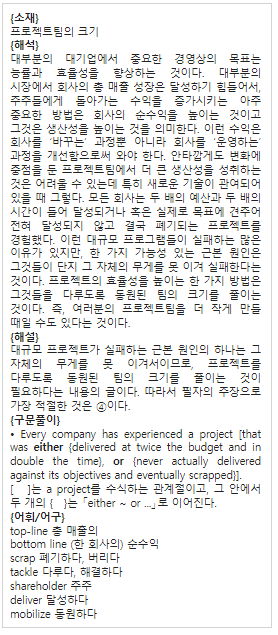 {소재}
프로젝트팀의 크기
{해석}
대부분의 대기업에서 중요한 경영상의 목표는
능률과 효율성을 향상하는 것이다. 대부분의
시장에서 회사의 총 매출 성장은 달성하기 힘들어서,
주주들에게 돌아가는 수익을 증가시키는 아주
중요한 방법은 회사의 순수익을 높이는 것이고
그것은 생산성을 높이는 것을 의미한다. 이런 수익은
회사를 '바꾸는' 과정뿐 아니라 회사를 '운영하는'
과정을 개선함으로써 와야 한다. 안타깝게도 변화에
중점을 둔 프로젝트팀에서 더 큰 생산성을 성취하는
것은 어려울 수 있는데 특히 새로운 기술이 관여되어
있을 때 그렇다. 모든 회사는 두 배의 예산과 두 배의
시간이 들어 달성되거나 혹은 실제로 목표에 견주어
전혀 달성되지 않고 결국 폐기되는 프로젝트를
경험했다. 이런 대규모 프로그램들이 실패하는 많은
이유가 있지만, 한 가지 가능성 있는 근본 원인은
그것들이 단지 그 자체의 무게를 못 이겨 실패한다는
것이다. 프로젝트의 효율성을 높이는 한 가지 방법은
그것들을 다루도록 동원된 팀의 크기를 줄이는
것이다. 즉, 여러분의 프로젝트팀을 더 작게 만들
때일 수도 있다는 것이다.
{해설}
대규모 프로젝트가 실패하는 근본 원인의 하나는 그
자체의 무게를 못 이겨서이므로, 프로젝트를
다루도록 동원된 팀의 크기를 줄이는 것이
필요하다는 내용의 글이다. 따라서 필자의 주장으로
가장 적절한 것은 ④이다.
{구문풀이}
• Every company has experienced a project [that
was either {delivered at twice the budget and in
double the time}, or {never actually delivered
against its objectives and eventually scrapped}].
[ ]는 a project를 수식하는 관계절이고, 그 안에서
두 개의 { }는 「either ~ or ...」로 이어진다.
{어휘/어구}
top-line 총 매출의
bottom line (한 회사의) 순수익
scrap 폐기하다, 버리다
tackle 다루다, 해결하다
shareholder 주주
deliver 달성하다
mobilize 동원하다